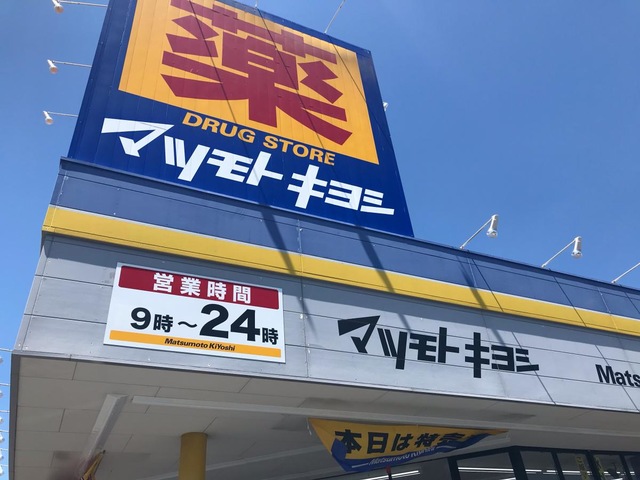 薬
DRUG STORE
マツモトキヨシ
営業時間
9時～24時
Matsumoto KiYoshi
マツモトキヨシ
本日は特